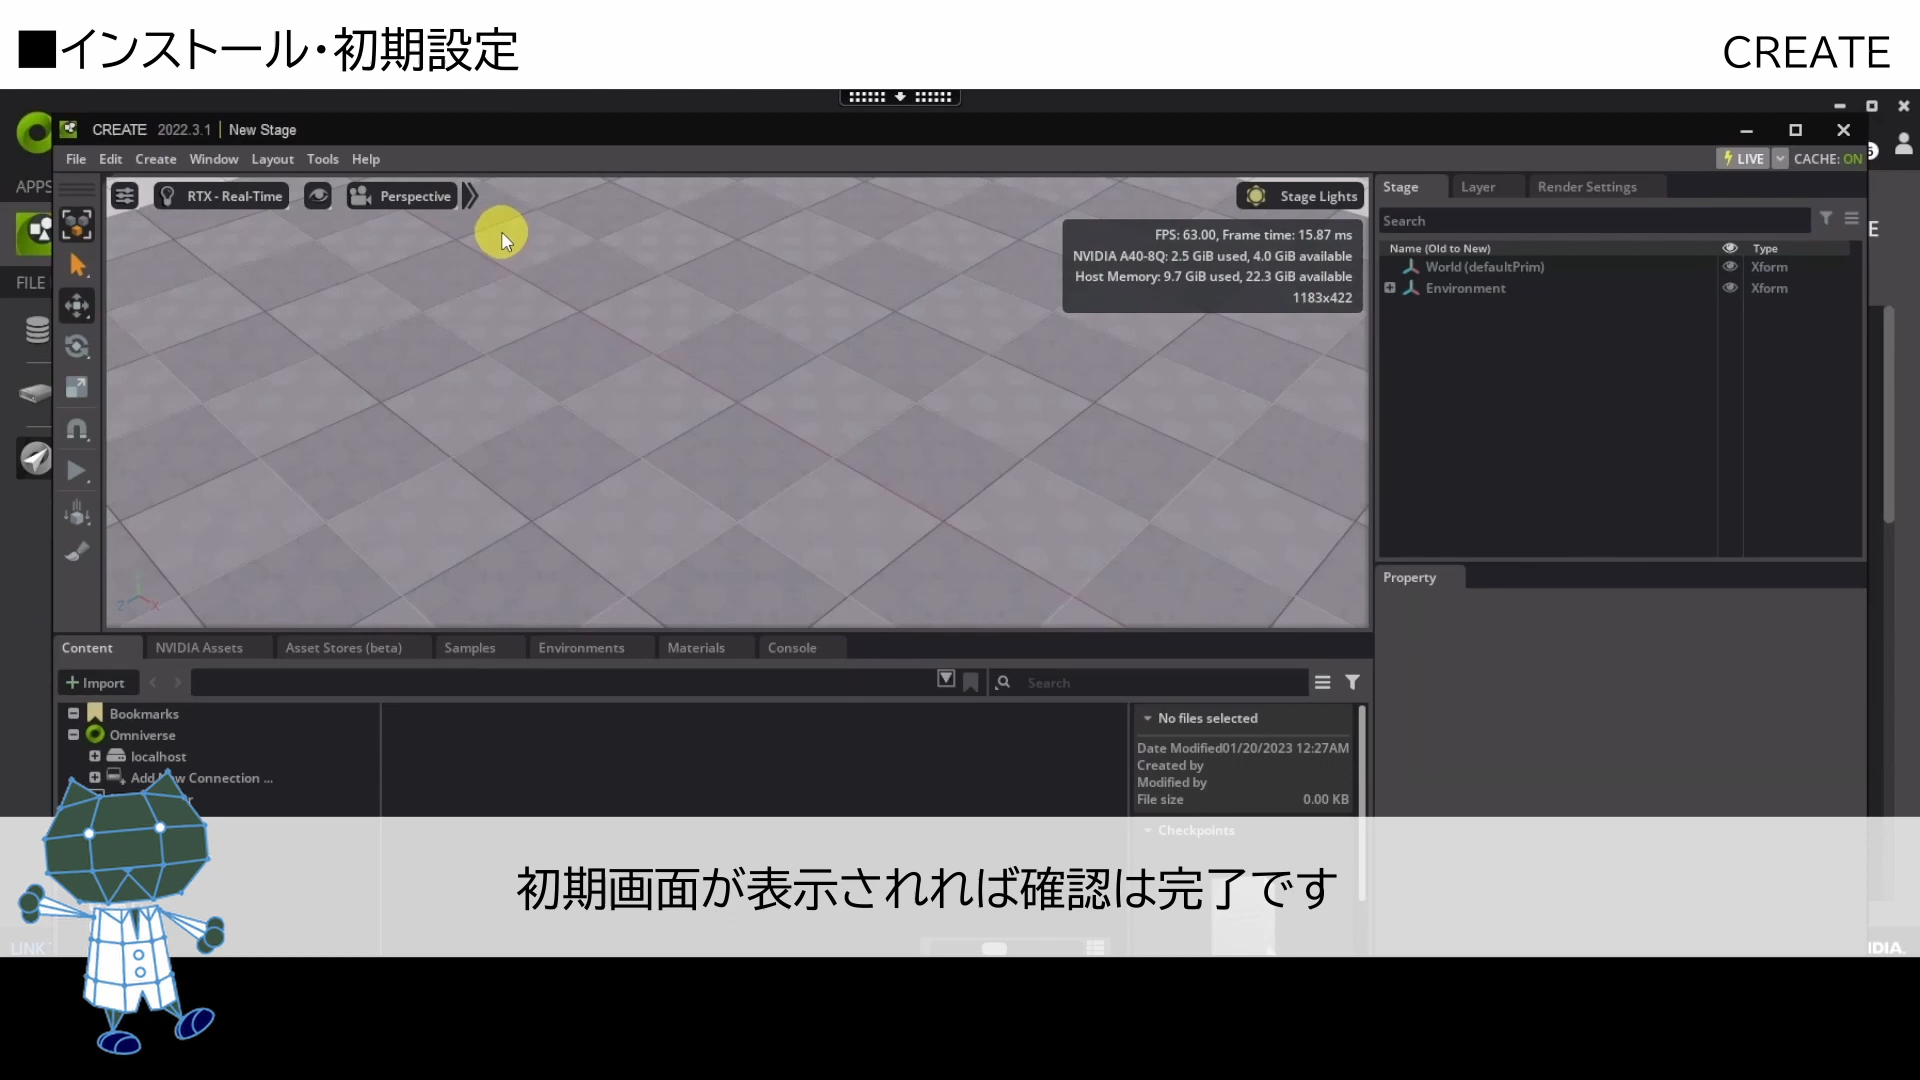 ■インストール･初期設定
CREATE
CREATE 2022.3.1 | New Stage
File Edit Create Window Layout Tools Help
LIVE CACHE: ON
APPS
FILE
RTX - Real-Time
Perspective
Stage Lights
FPS: 63.00, Frame time: 15.87 ms
NVIDIA A40-8Q: 2.5 GiB used, 4.0 GiB available
Host Memory: 9.7 GiB used, 22.3 GiB available
1183x422
Stage Layer Render Settings
Search
Name (Old to New) Type
World (defaultPrim) Xform
Environment Xform
Property
Content NVIDIA Assets Asset Stores (beta) Samples Environments Materials Console
Import
Search
Bookmarks
Omniverse
localhost
Add New Connection ...
No files selected
Date Modified01/20/2023 12:27AM
Created by
Modified by
File size 0.00 KB
Checkpoints
初期画面が表示されれば確認は完了です
LINK